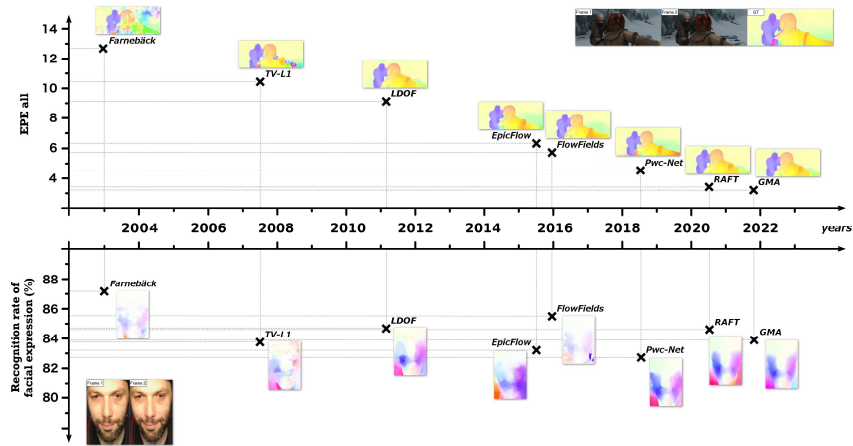 Frame 1
Frame 2
GT
14
12
10
8
6
4
EPE all
Farnebäck
TV-L1
LDOF
EpicFlow
FlowFields
Pwc-Net
RAFT
GMA
2004
2006
2008
2010
2012
2014
2016
2018
2020
2022
years
88
86
84
82
80
Recognition rate of
facial expression (%)
Farnebäck
TV-L1
LDOF
EpicFlow
FlowFields
Pwc-Net
RAFT
GMA
Frame 1
Frame 2